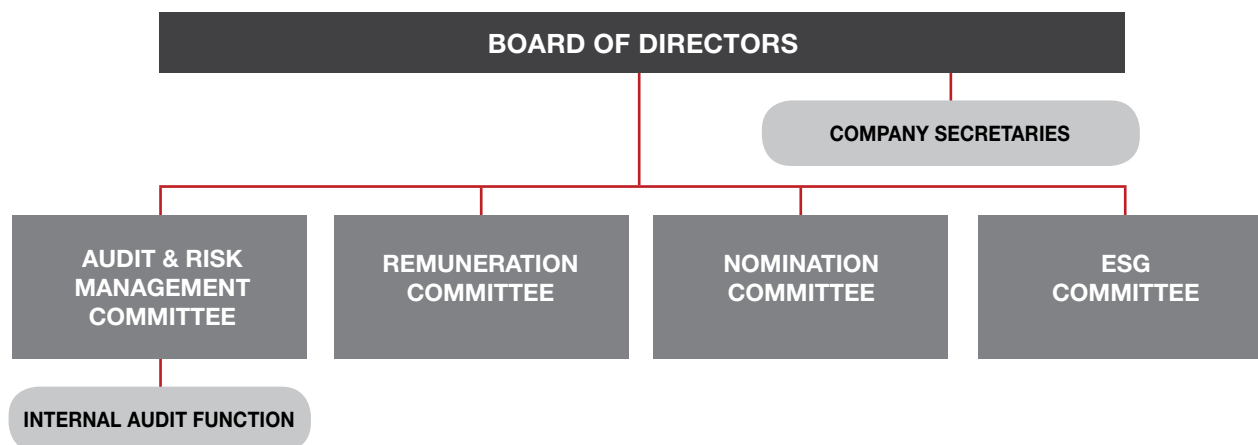 BOARD OF DIRECTORS
COMPANY SECRETARIES
AUDIT & RISK
MANAGEMENT
COMMITTEE
REMUNERATION
COMMITTEE
NOMINATION
COMMITTEE
ESG
COMMITTEE
INTERNAL AUDIT FUNCTION